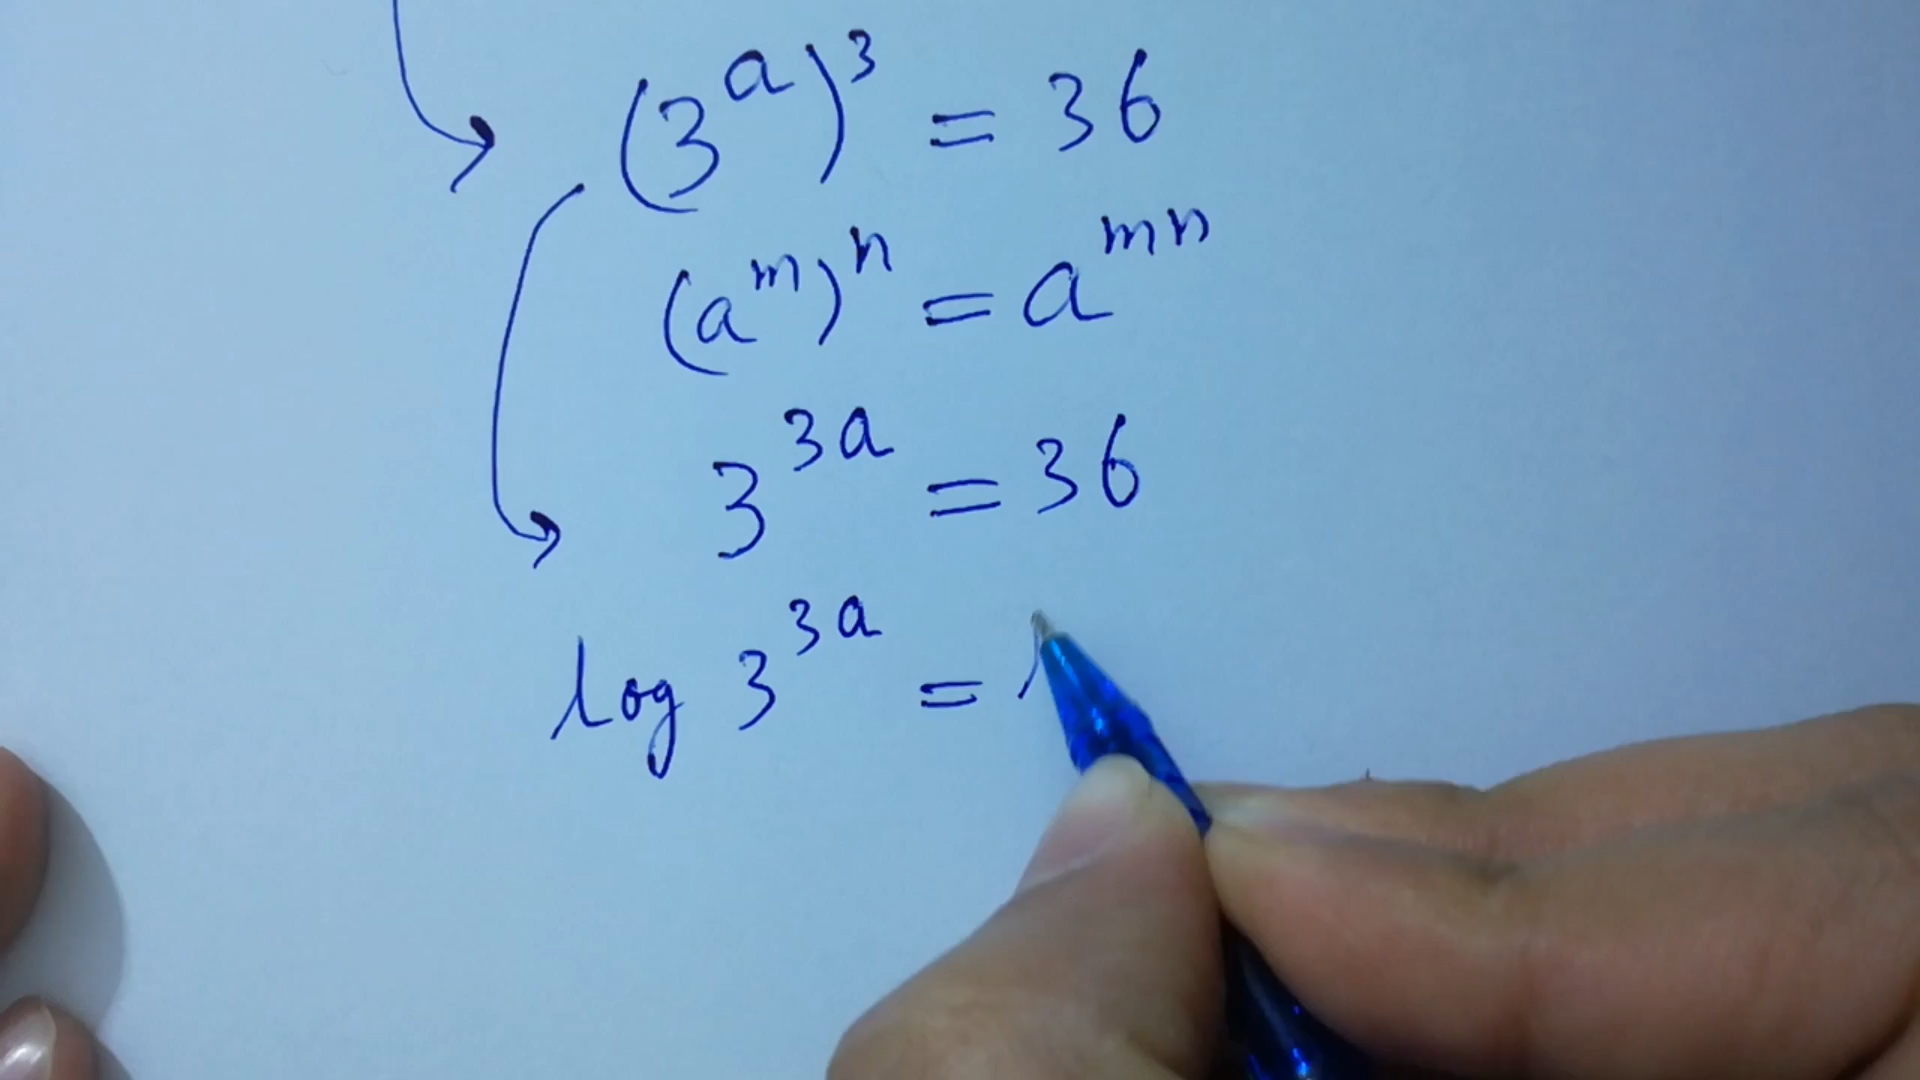 (3^a)^3 = 36
(a^m)^n = a^mn
3^3a = 36
log 3^3a =